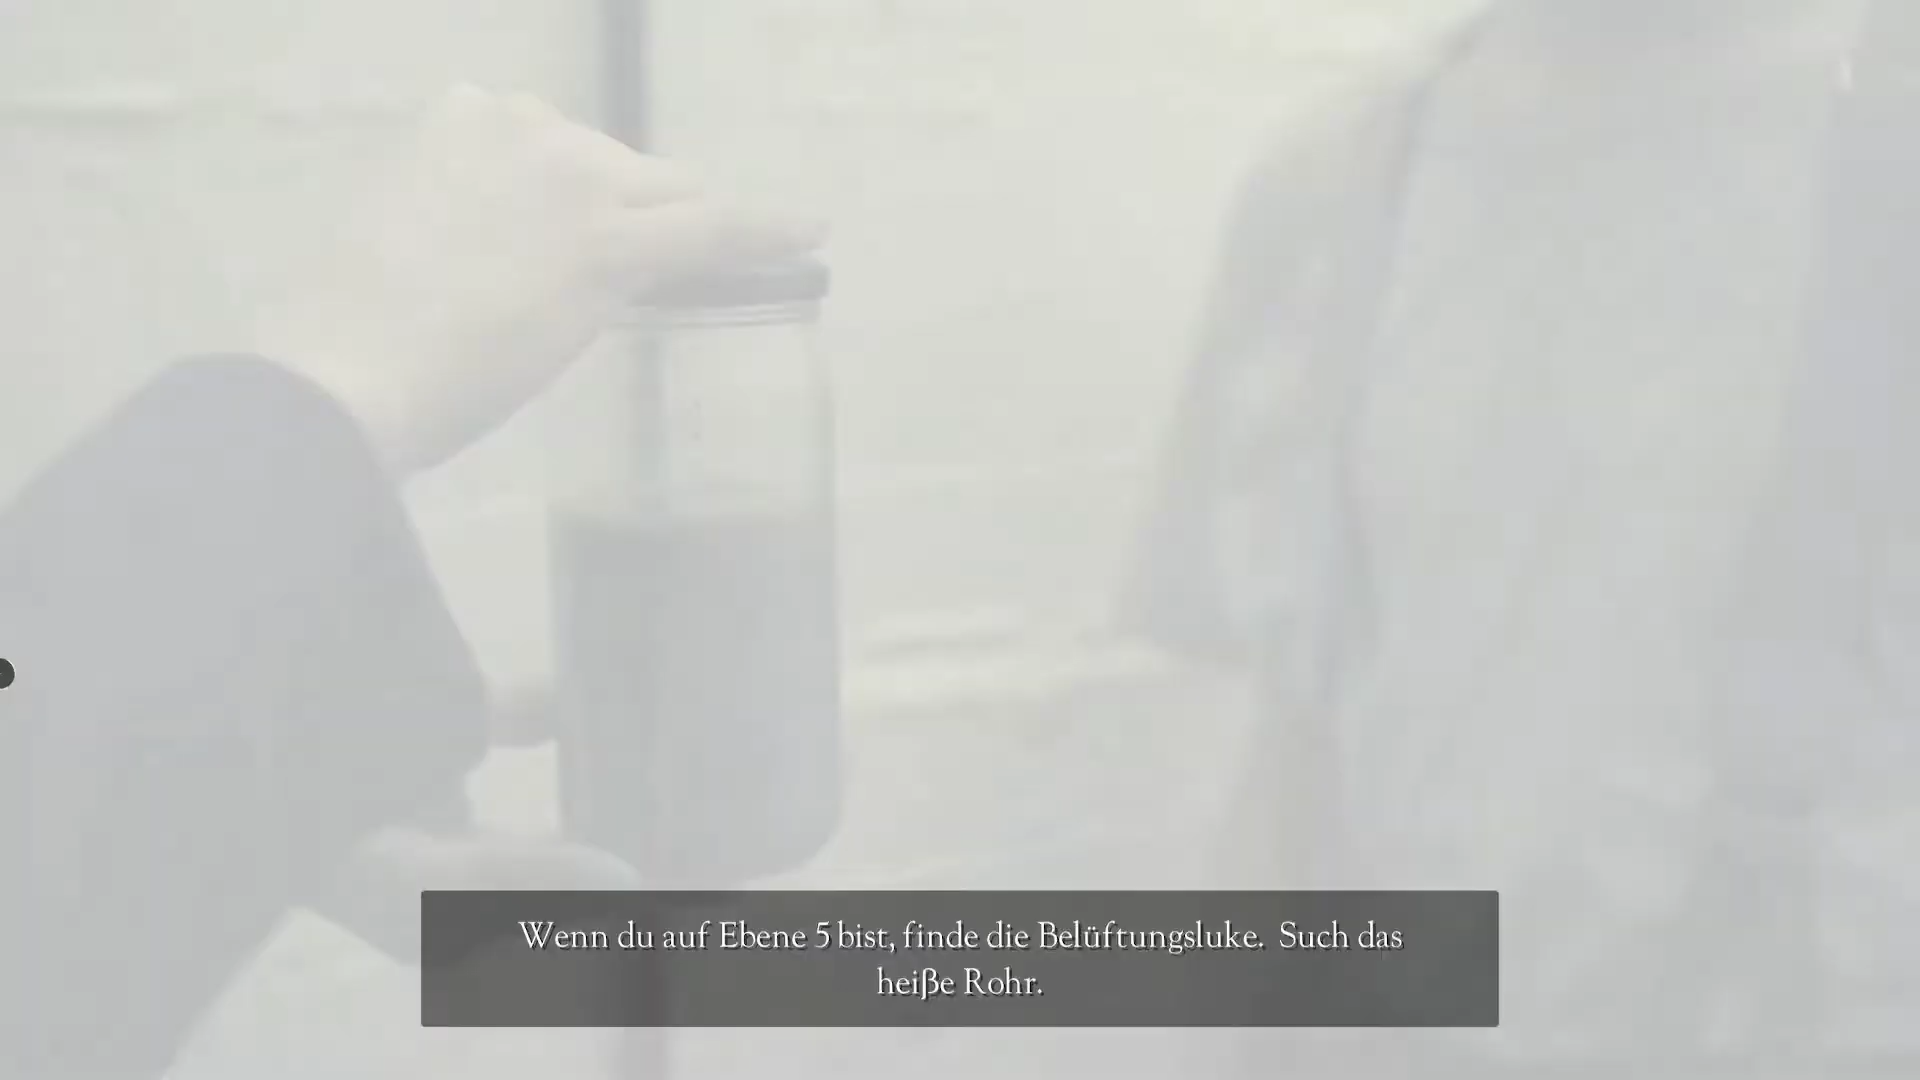 Wenn du auf Ebene 5 bist, finde die Belüftungsluke. Such das
heiße Rohr.